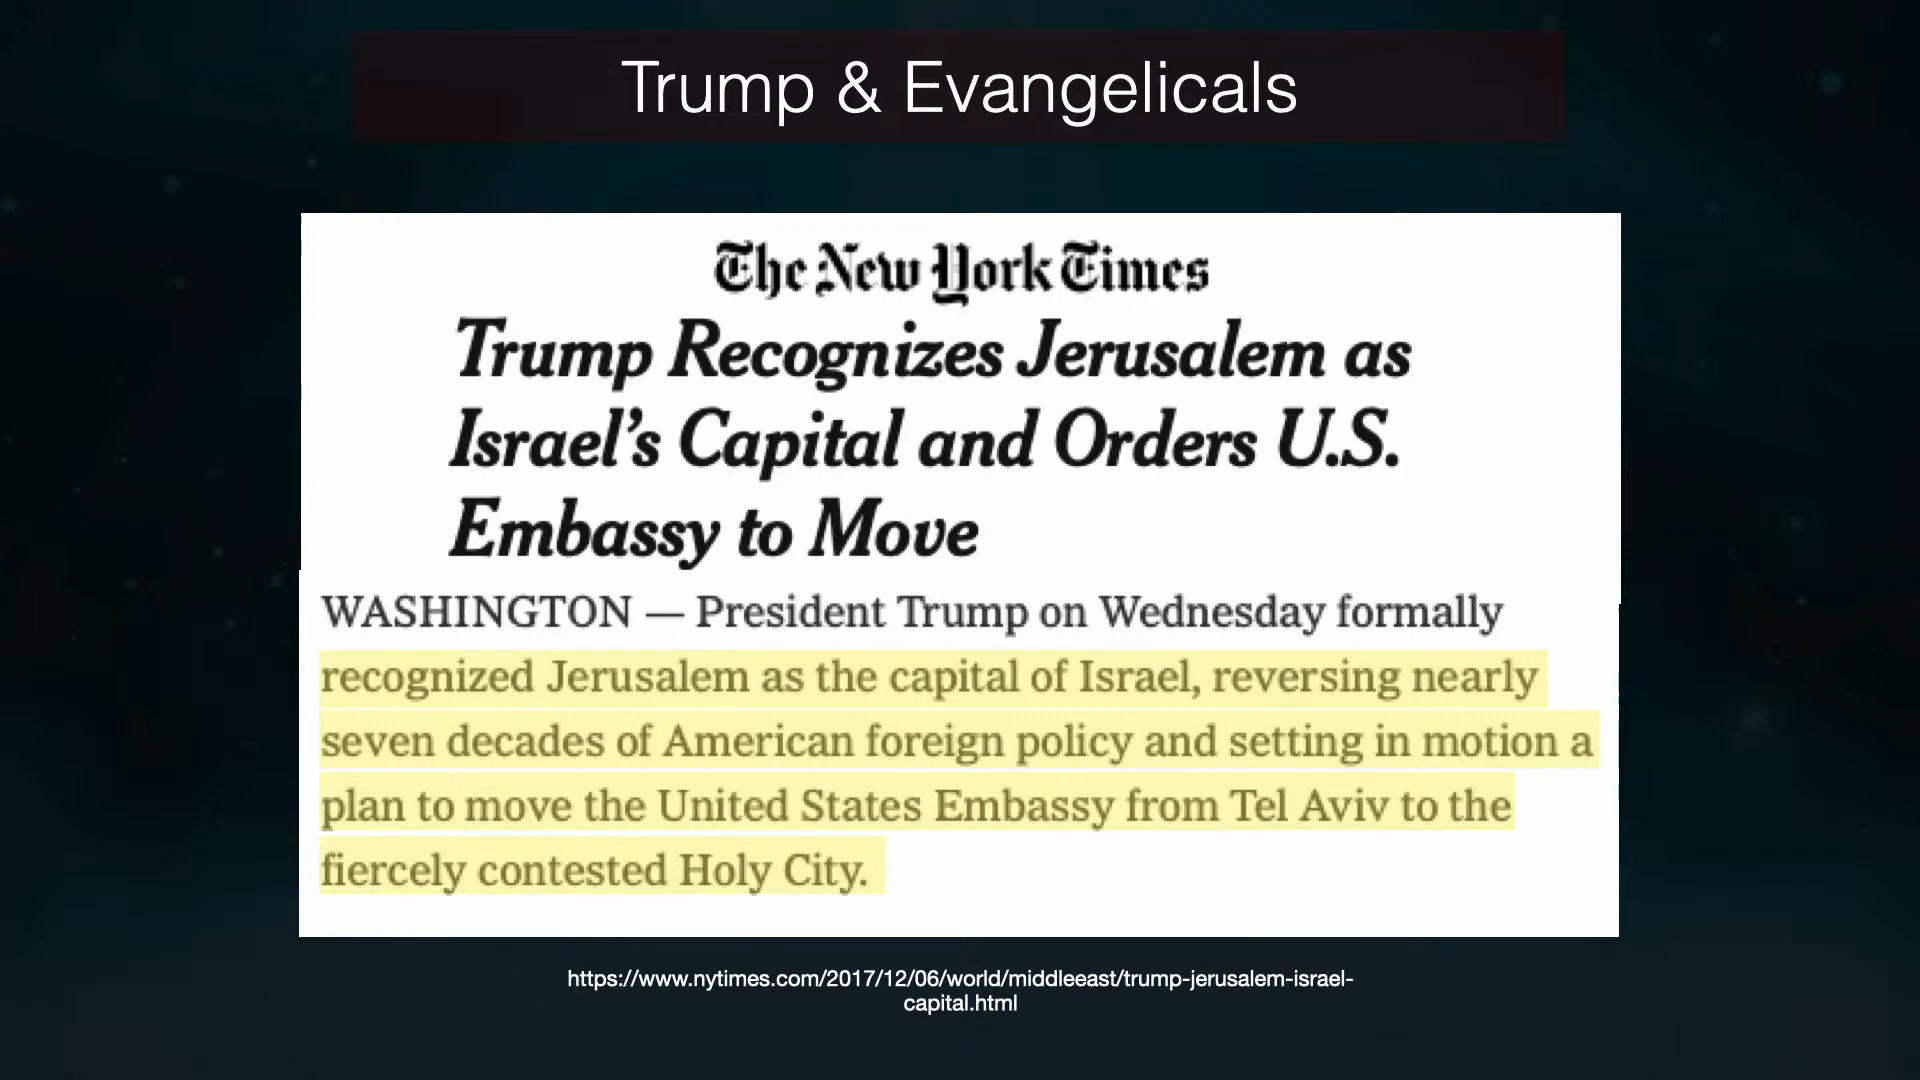 Trump & Evangelicals
The New York Times
Trump Recognizes Jerusalem as
Israel’s Capital and Orders U.S.
Embassy to Move
WASHINGTON — President Trump on Wednesday formally
recognized Jerusalem as the capital of Israel, reversing nearly
seven decades of American foreign policy and setting in motion a
plan to move the United States Embassy from Tel Aviv to the
fiercely contested Holy City.
https://www.nytimes.com/2017/12/06/world/middleeast/trump-jerusalem-israel-
capital.html